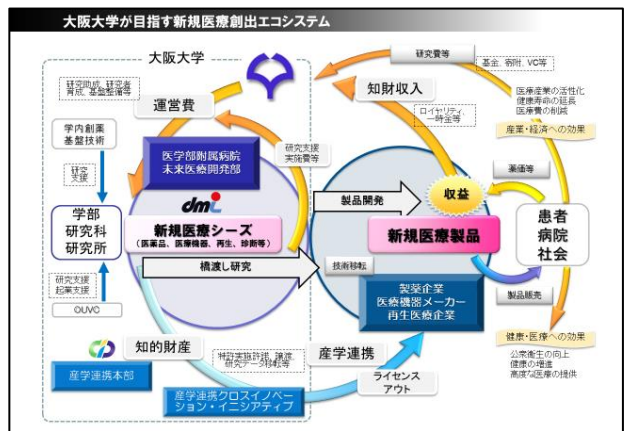 大阪大学が目指す新規医療創出エコシステム
大阪大学
研究助成、研究者
育成、基盤整備等
運営費
研究費等
基金、寄附、VC等
知財収入
医療産業の活性化
健康寿命の延長
医療費の削減
ロイヤリティ、
一時金等
産業・経済への効果
学内創薬
基盤技術
研究支援
実施費等
医学部附属病院
未来医療開発部
研究
支援
薬価等
製品開発
収益
dmi
学部
研究科
研究所
新規医療シーズ
(医薬品、医療機器、再生、診断等)
新規医療製品
患者
病院
社会
橋渡し研究
技術移転
研究支援
起業支援
製薬企業
医療機器メーカー
再生医療企業
製品販売
OUVC
知的財産
特許実施許諾、譲渡、
研究データ移転等
産学連携
健康・医療への効果
公衆衛生の向上
健康の増進
高度な医療の提供
産学連携本部
ライセンス
アウト
産学連携クロスイノベ
ーション・イニシアティブ